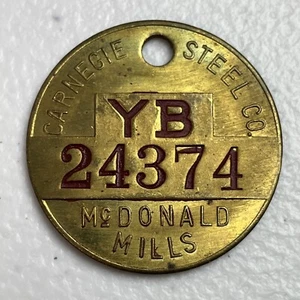 CARNEGIE STEEL CO.
YB
24374
McDONALD
MILLS